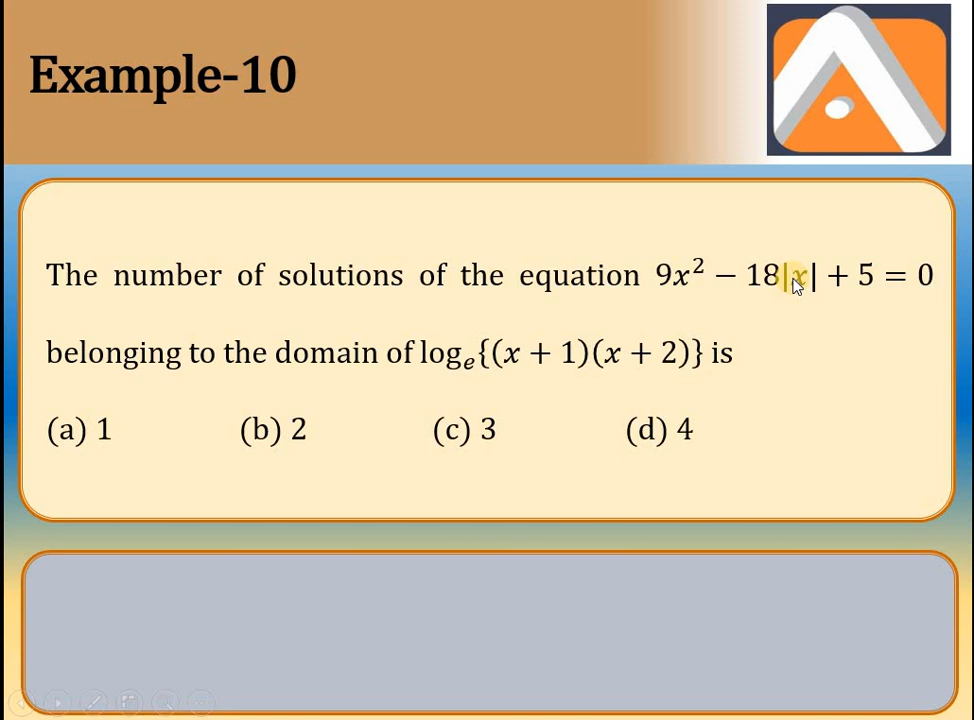 Example-10
The number of solutions of the equation 9x² − 18|x| + 5 = 0
belonging to the domain of logₑ{(x + 1)(x + 2)} is
(a) 1 (b) 2 (c) 3 (d) 4